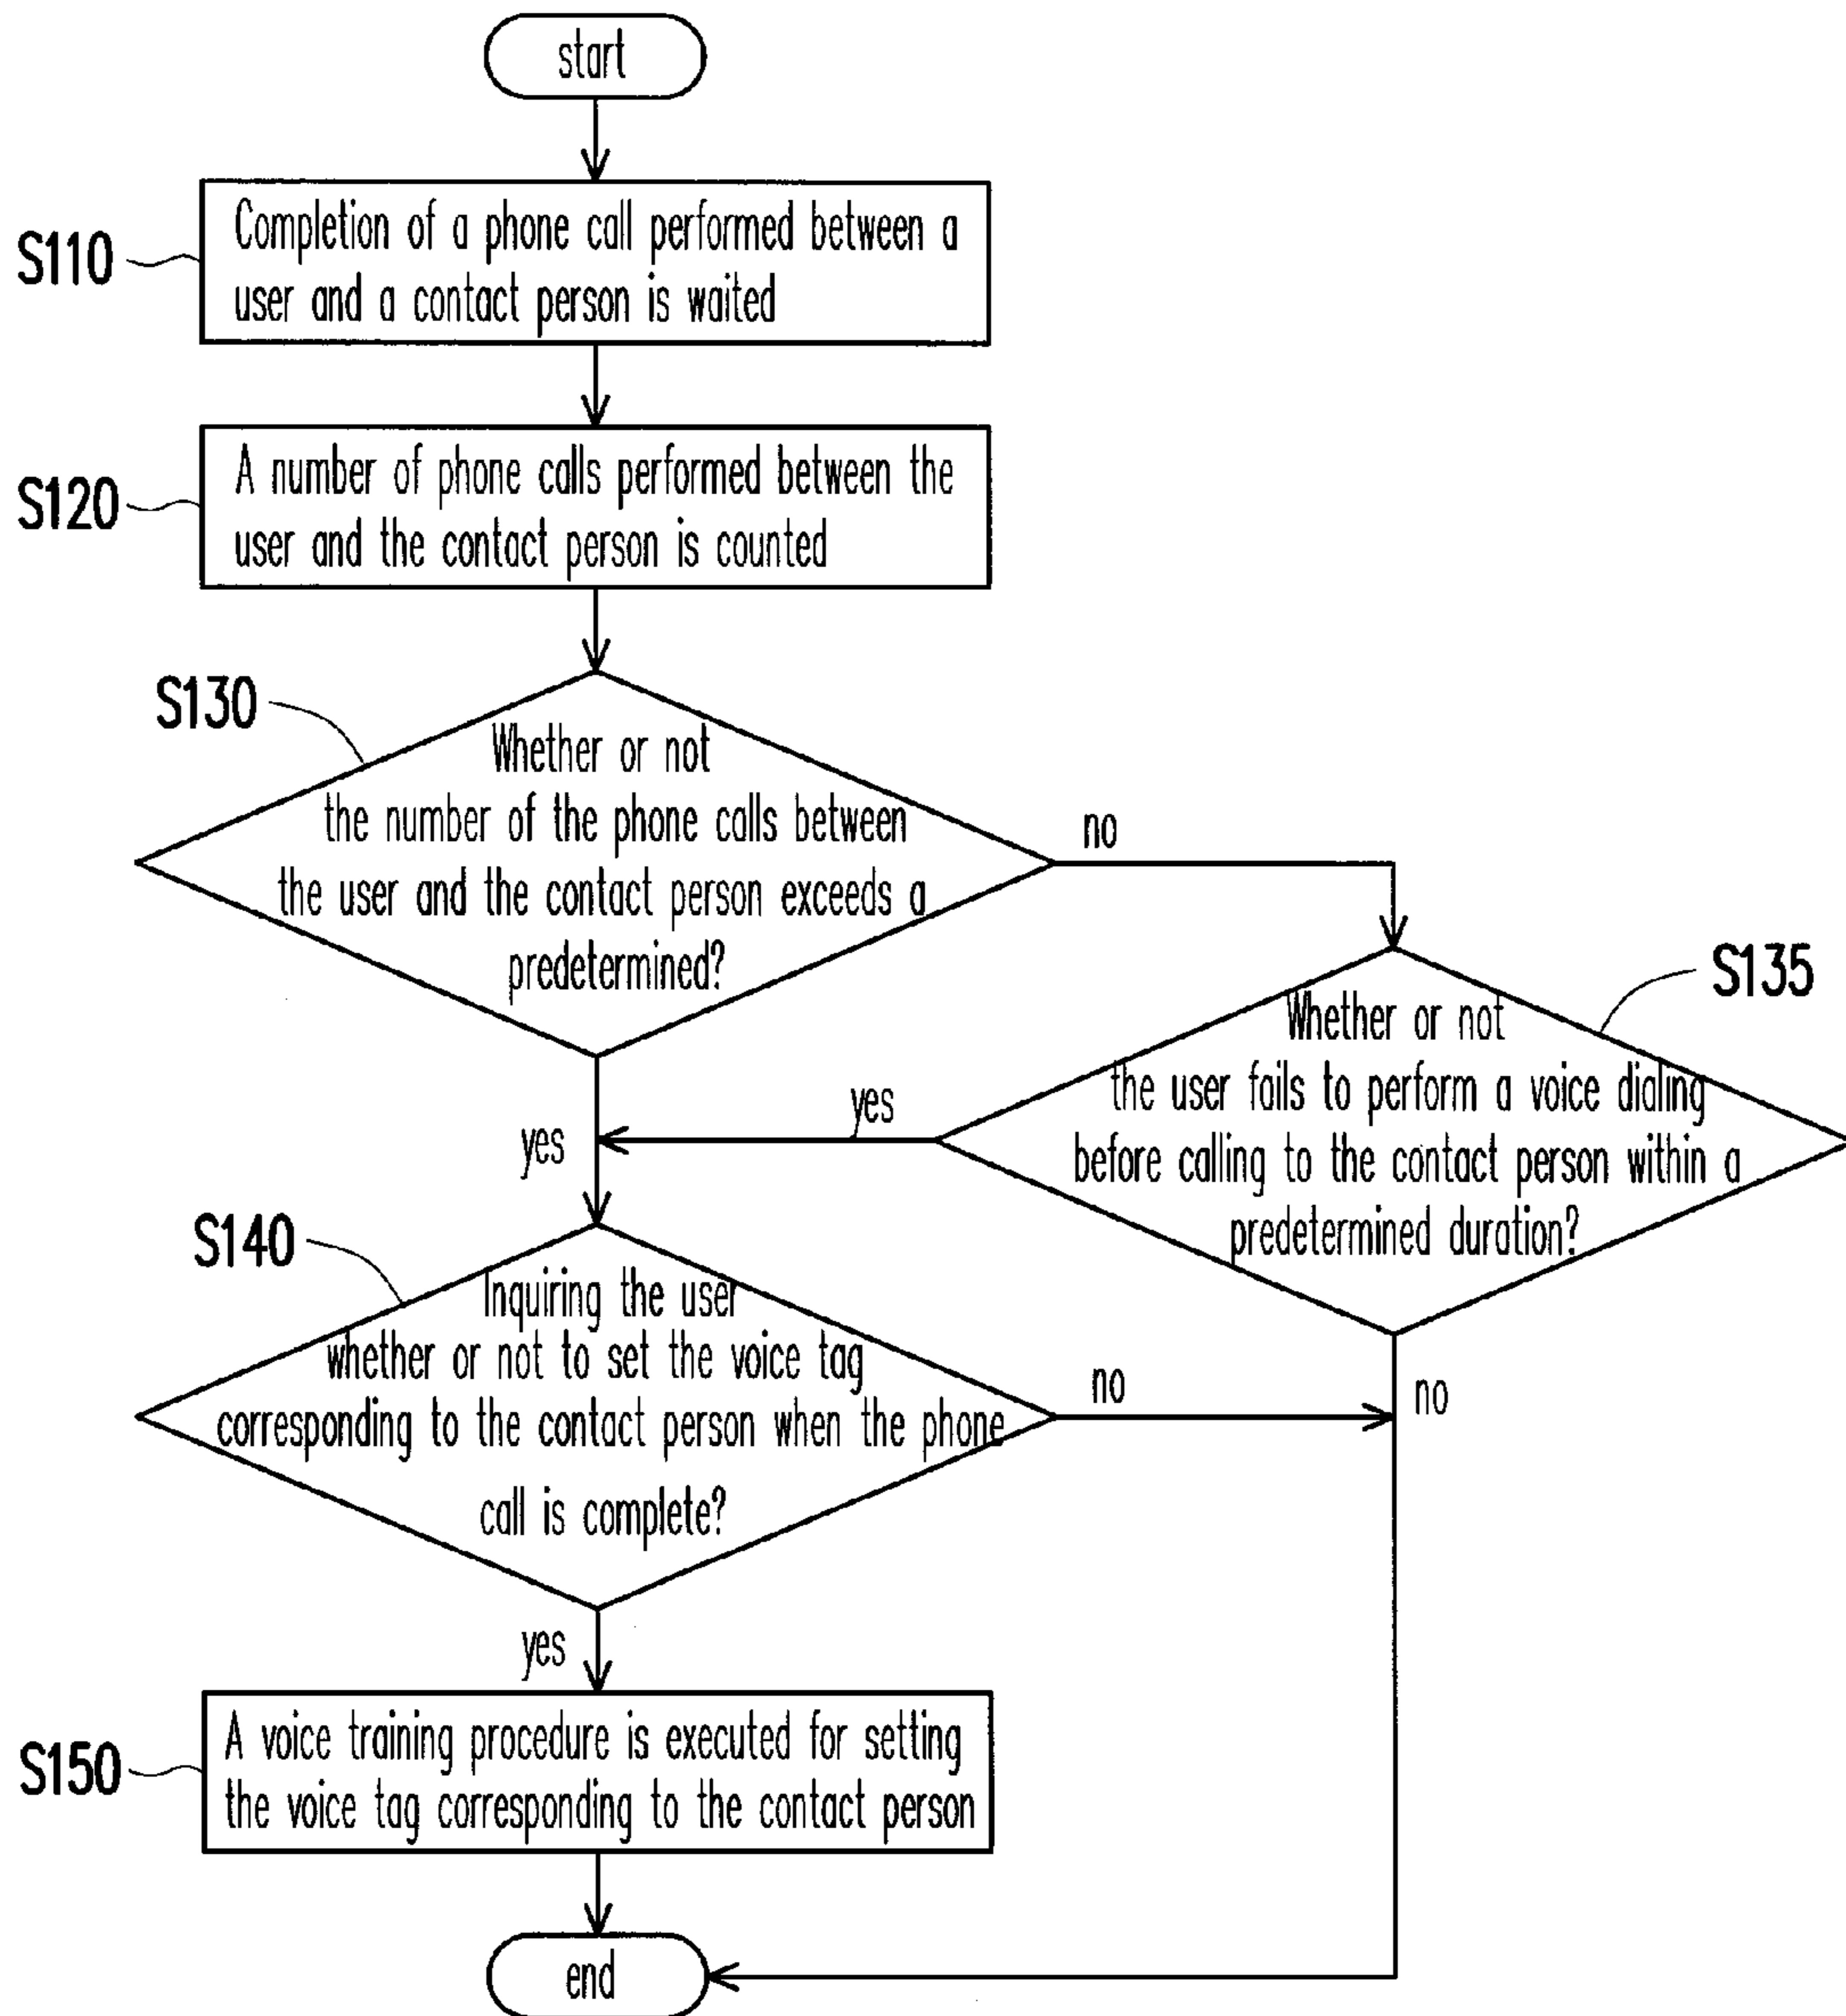 start
S110
Completion of a phone call performed between a
user and a contact person is waited
S120
A number of phone calls performed between the
user and the contact person is counted
S130
Whether or not
the number of the phone calls between
the user and the contact person exceeds a
predetermined?
no
S135
Whether or not
the user fails to perform a voice dialing
before calling to the contact person within a
predetermined duration?
yes
yes
S140
Inquiring the user
whether or not to set the voice tag
corresponding to the contact person when the phone
call is complete?
no
no
yes
S150
A voice training procedure is executed for setting
the voice tag corresponding to the contact person
end